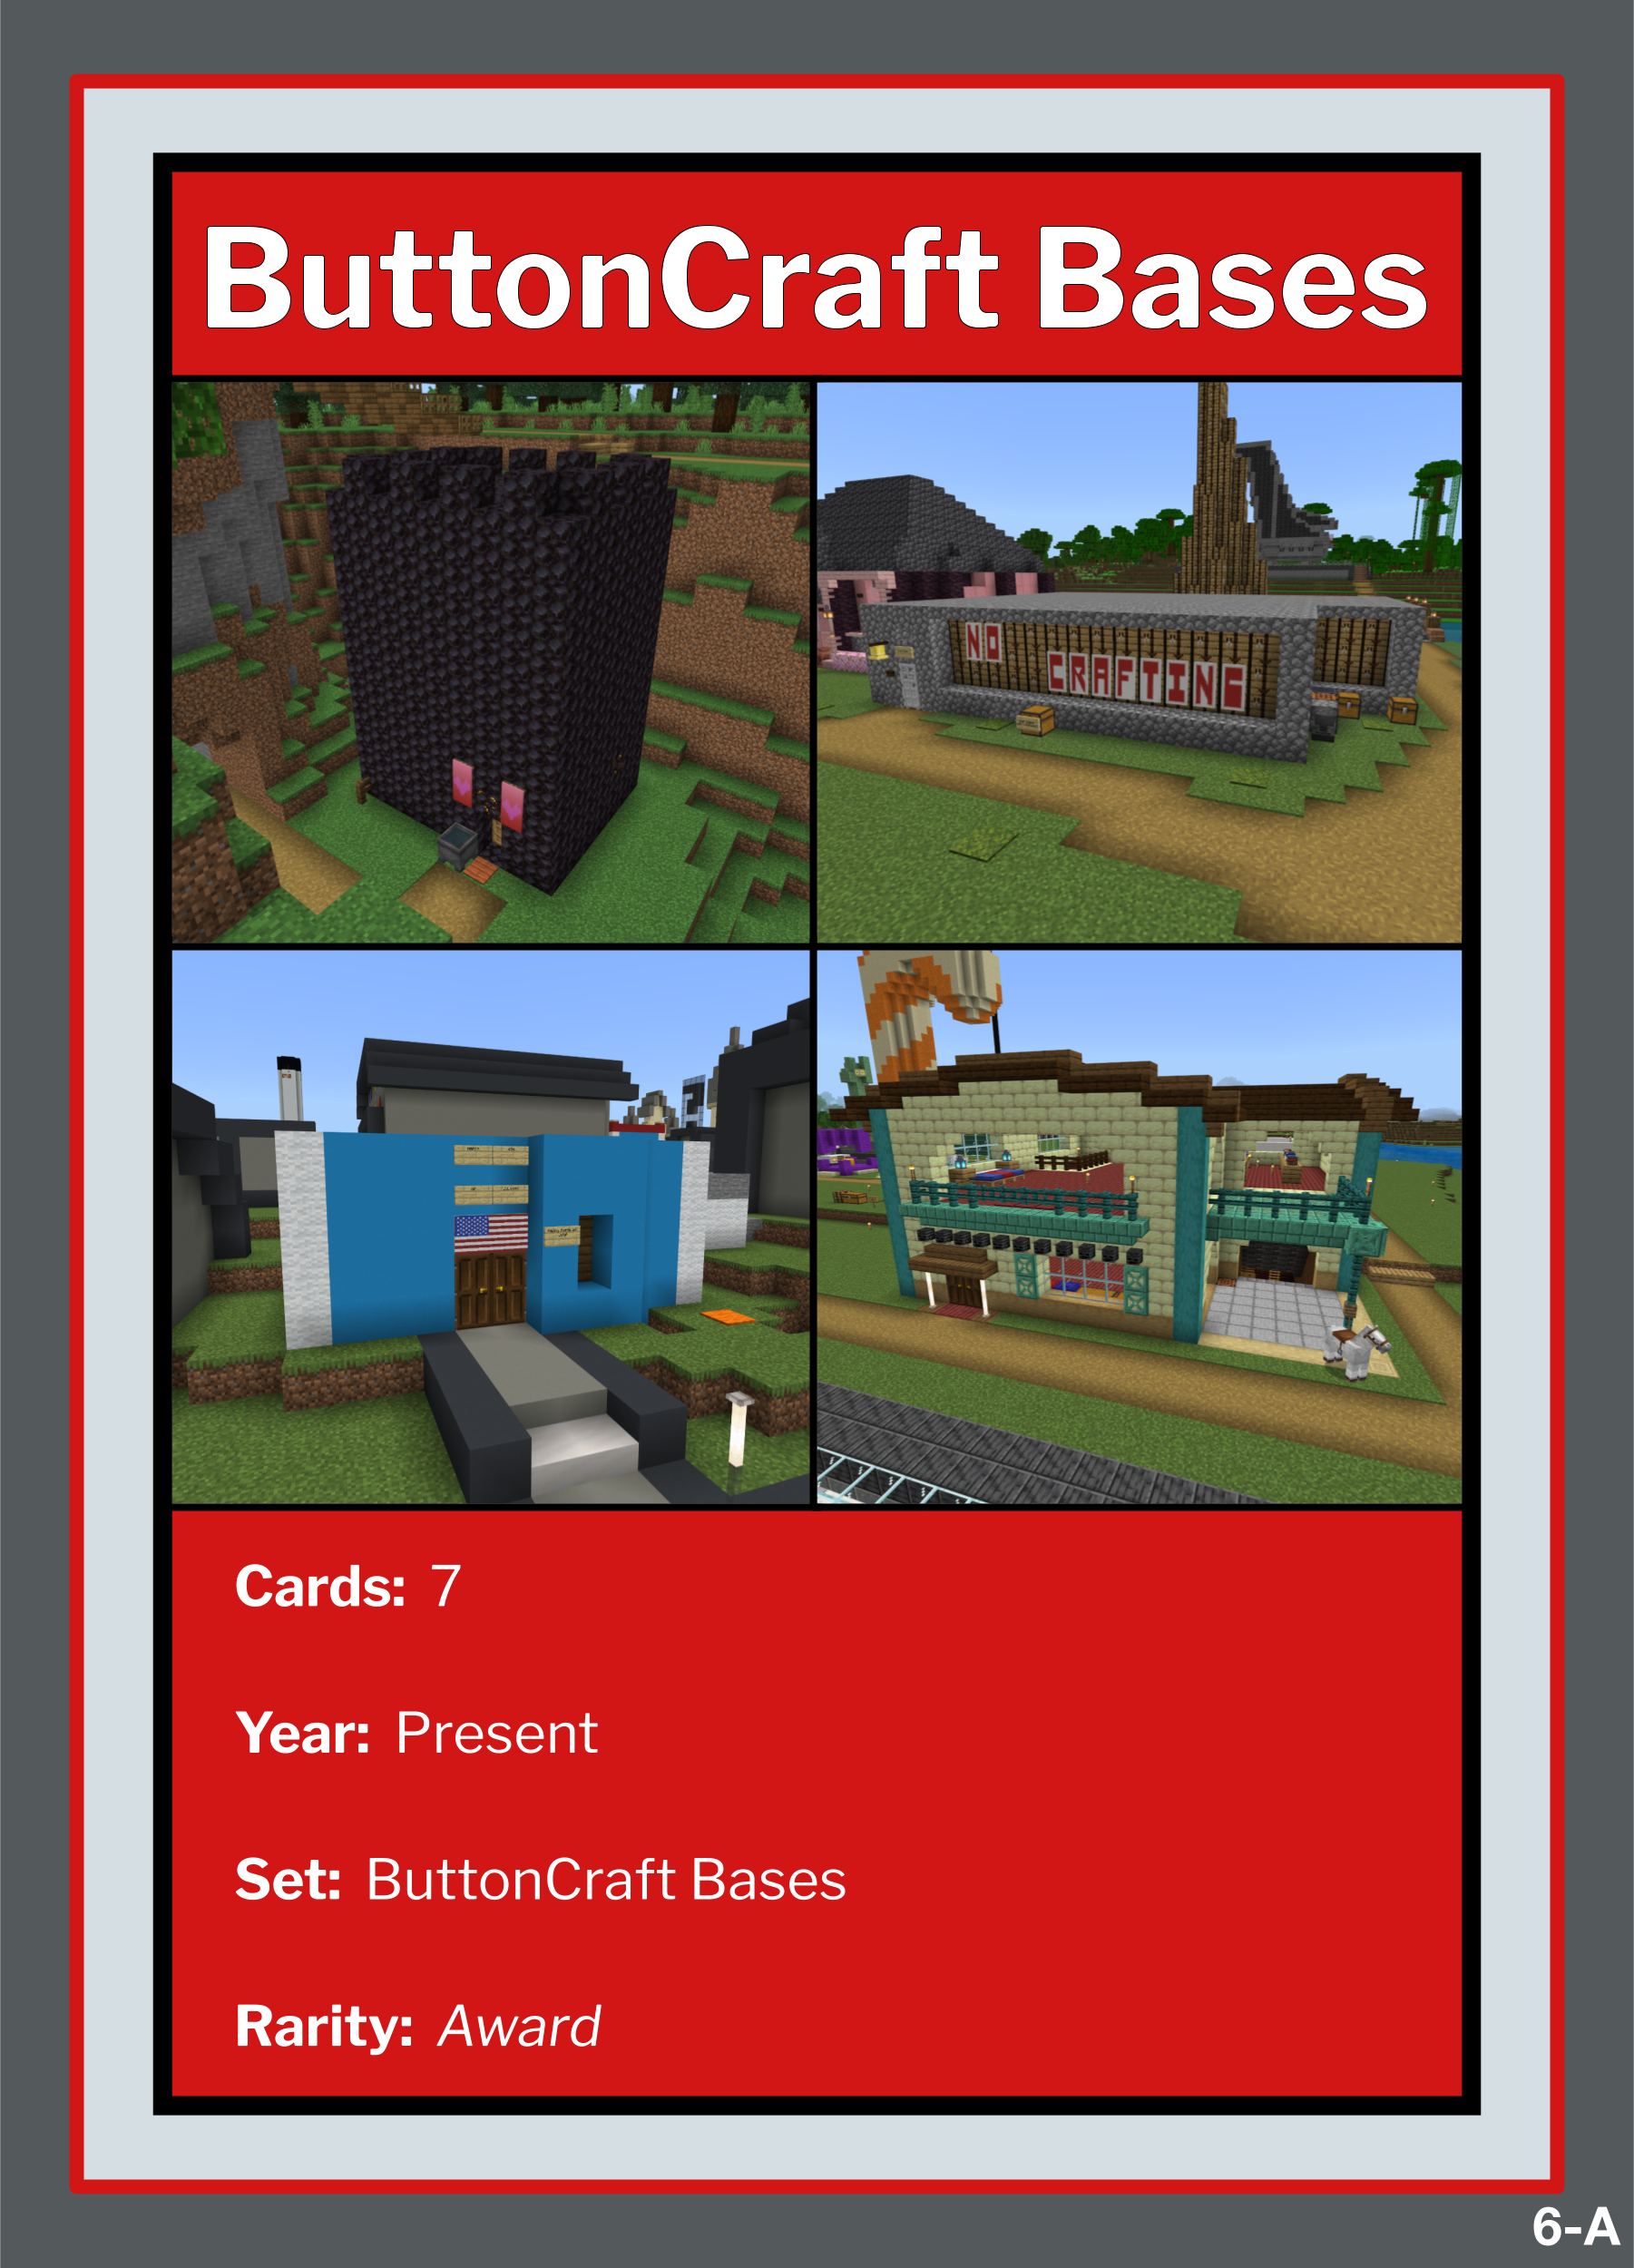 ButtonCraft Bases
NO
CRAFTING
Cards: 7
Year: Present
Set: ButtonCraft Bases
Rarity: Award
6-A